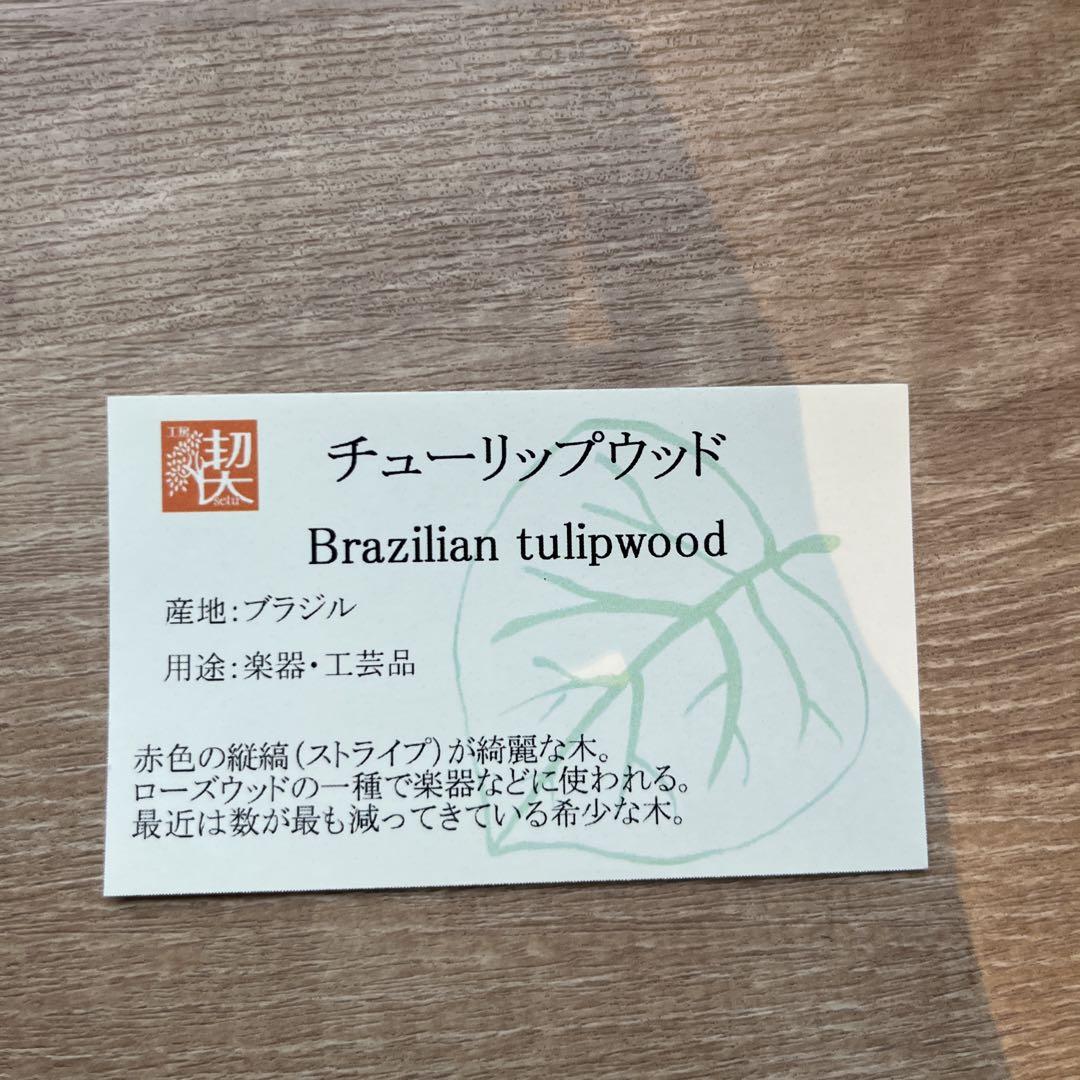 工房
契
setu
チューリップウッド
Brazilian tulipwood
産地:ブラジル
用途:楽器・工芸品
赤色の縦縞(ストライプ)が綺麗な木。
ローズウッドの一種で楽器などに使われる。
最近は数が最も減ってきている希少な木。